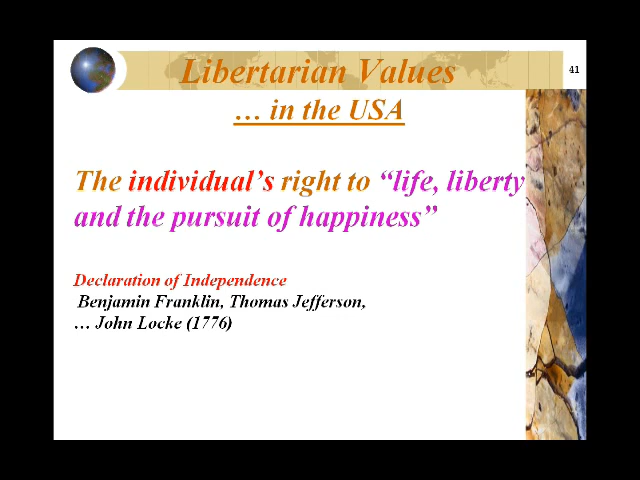 Libertarian Values
41
… in the USA
The individual’s right to “life, liberty
and the pursuit of happiness”
Declaration of Independence
Benjamin Franklin, Thomas Jefferson,
… John Locke (1776)